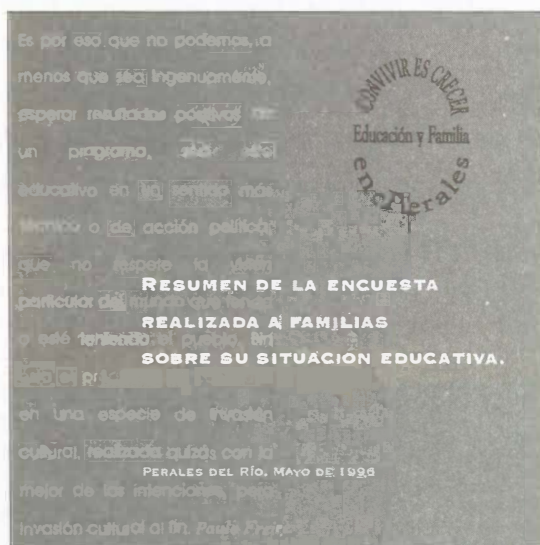 Es por eso que no podemos, a
menos que sea ingenuamente,
esperar resultados positivos de
un programa,
educativo en un sentido más
técnico o de acción política,
que no respete la visión
particular del mundo que tenga
o esté teniendo el pueblo. Sin
en una especie de invasión
cultural, realizada quizás con la
mejor de las intenciones, pero
invasión cultural al fin. Paulo Freire
CONVIVIR ES CRECER
Educación y Familia
en Perales
RESUMEN DE LA ENCUESTA
REALIZADA A FAMILIAS
SOBRE SU SITUACIÓN EDUCATIVA.
PERALES DEL RÍO, MAYO DE 1996